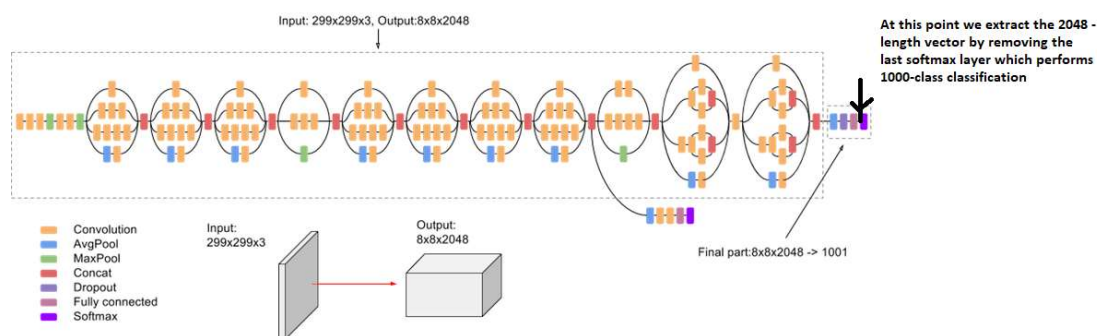 Input: 299x299x3, Output:8x8x2048
At this point we extract the 2048 -
length vector by removing the
last softmax layer which performs
1000-class classification
Convolution
AvgPool
MaxPool
Concat
Dropout
Fully connected
Softmax
Input:
299x299x3
Output:
8x8x2048
Final part:8x8x2048 -> 1001